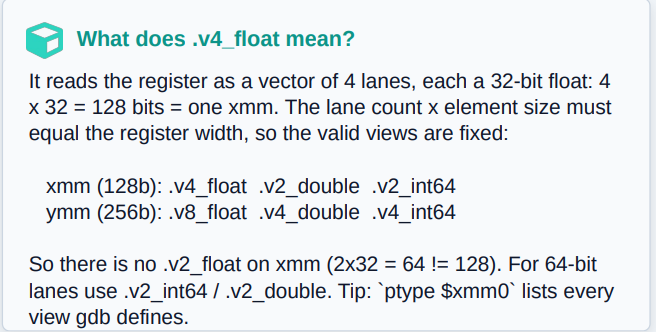 What does .v4_float mean?
It reads the register as a vector of 4 lanes, each a 32-bit float: 4
x 32 = 128 bits = one xmm. The lane count x element size must
equal the register width, so the valid views are fixed:
xmm (128b): .v4_float .v2_double .v2_int64
ymm (256b): .v8_float .v4_double .v4_int64
So there is no .v2_float on xmm (2x32 = 64 != 128). For 64-bit
lanes use .v2_int64 / .v2_double. Tip: `ptype $xmm0` lists every
view gdb defines.